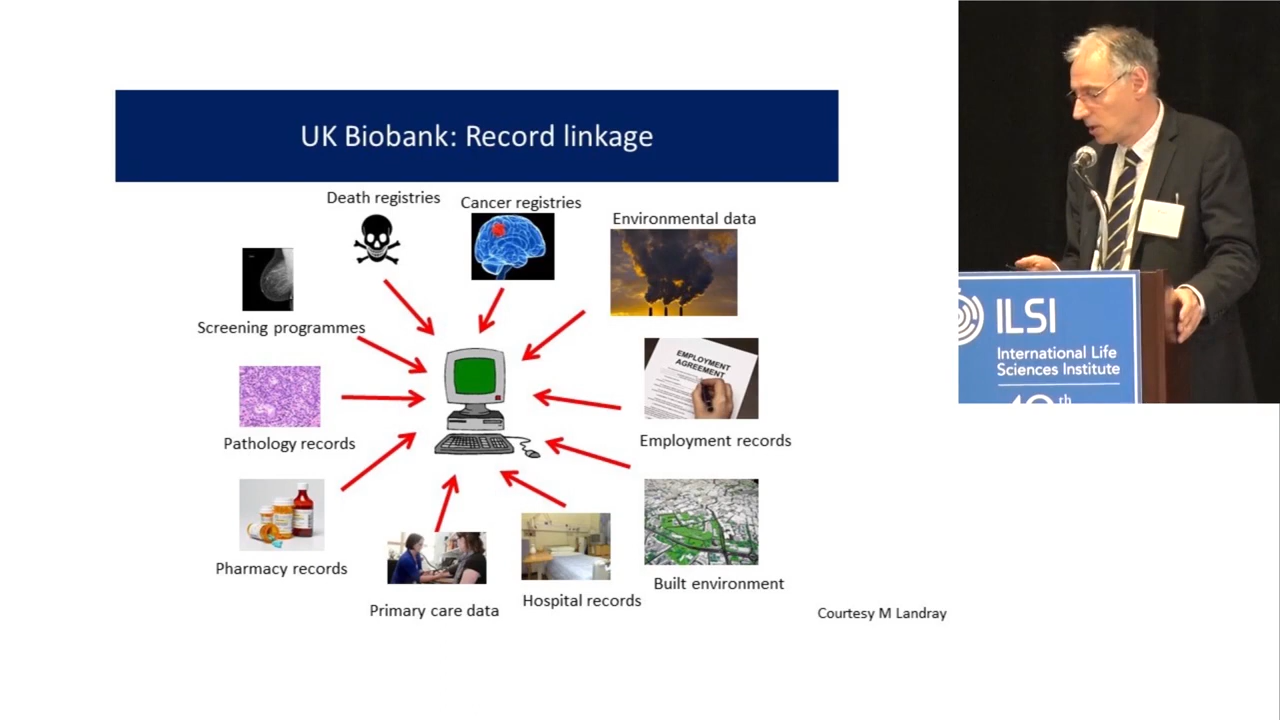 UK Biobank: Record linkage
Death registries
Cancer registries
Environmental data
Screening programmes
EMPLOYMENT
AGREEMENT
Pathology records
Employment records
Pharmacy records
Primary care data
Hospital records
Built environment
Courtesy M Landray
ILSI
International Life
Sciences Institute